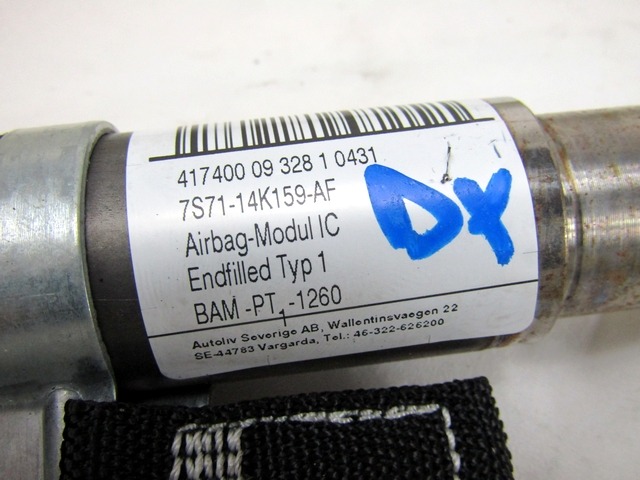 417400 09 328 1 0431
7S71-14K159-AF
Airbag-Modul IC
Endfilled Typ 1
BAM -PT1 -1260
Autoliv Sverige AB, Wallentinsvaegen 22
SE-44783 Vargarda, Tel.: 46-322-626200
DX